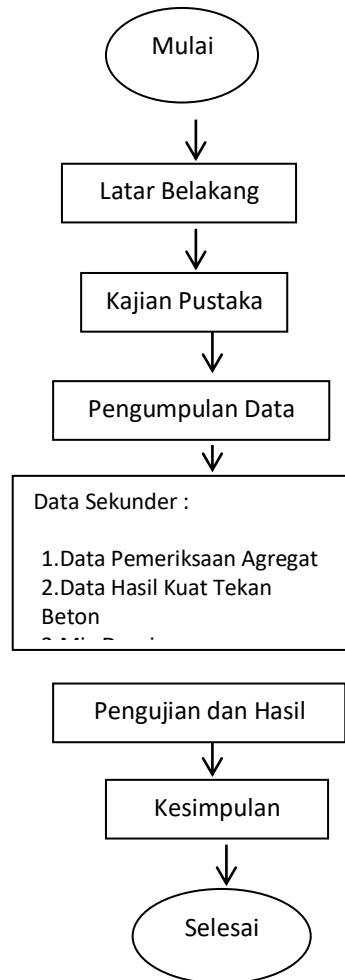 Mulai
Latar Belakang
Kajian Pustaka
Pengumpulan Data
Data Sekunder :
1.Data Pemeriksaan Agregat
2.Data Hasil Kuat Tekan
Beton
Pengujian dan Hasil
Kesimpulan
Selesai